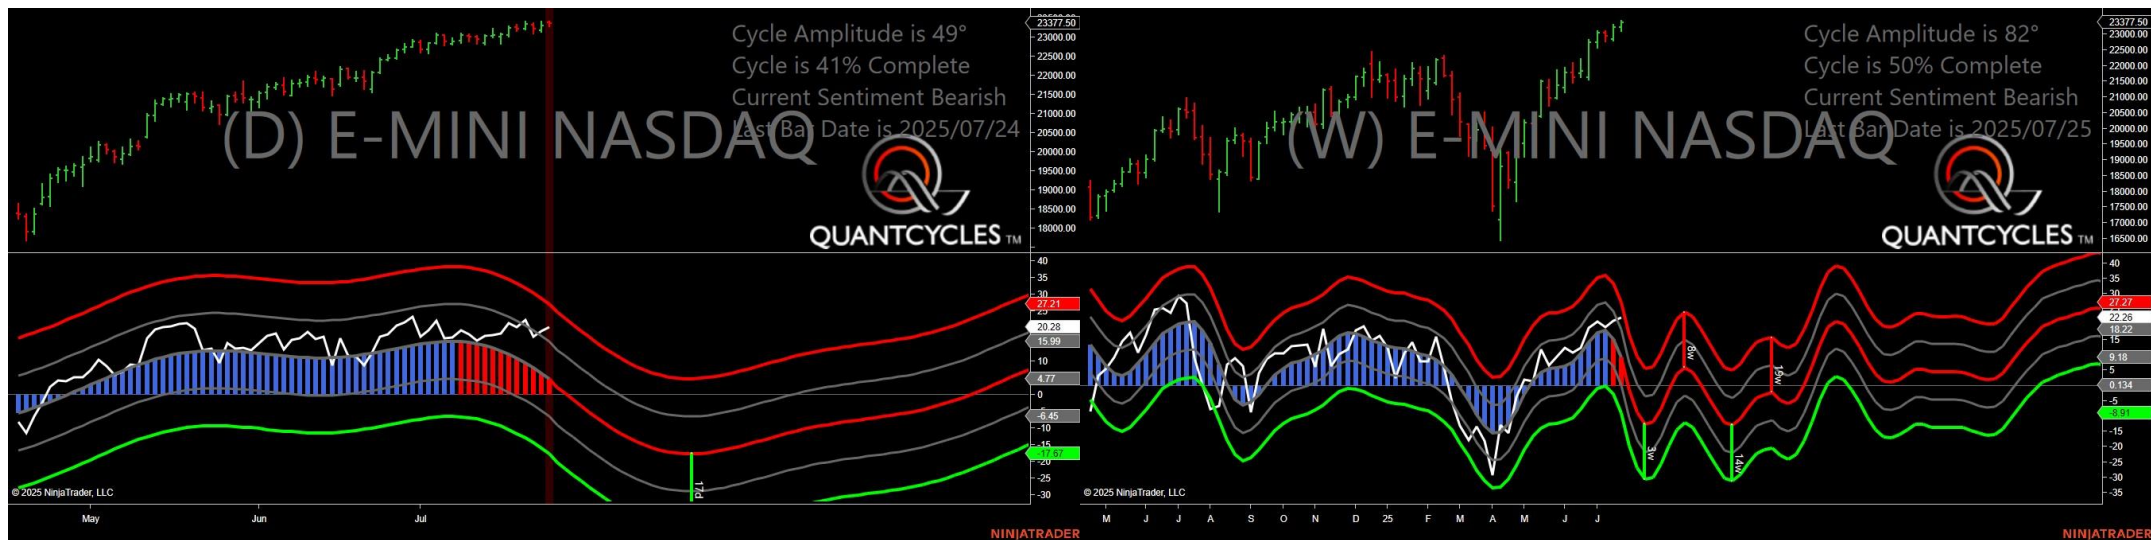 Cycle Amplitude is 49°
Cycle is 41% Complete
Current Sentiment Bearish
Last Bar Date is 2025/07/24
(D) E-MINI NASDAQ
QUANTCYCLES TM
23377.50
23000.00
22500.00
22000.00
21500.00
21000.00
20500.00
20000.00
19500.00
19000.00
18500.00
18000.00
40
35
30
27.21
20.28
15.99
10
4.77
0
-6.45
-10
-15
-17.67
-20
-25
-30
17d
© 2025 NinjaTrader, LLC
May
Jun
Jul
NINJATRADER
Cycle Amplitude is 82°
Cycle is 50% Complete
Current Sentiment Bearish
Last Bar Date is 2025/07/25
(W) E-MINI NASDAQ
QUANTCYCLES TM
23377.50
23000.00
22500.00
22000.00
21500.00
21000.00
20500.00
20000.00
19500.00
19000.00
18500.00
18000.00
17500.00
17000.00
16500.00
40
35
30
27.27
22.26
18.22
15
9.18
5
0.134
-5
-8.91
-15
-20
-25
-30
-35
3w
8w
14w
© 2025 NinjaTrader, LLC
M J J A S O N D 25 F M A M J J
NINJATRADER